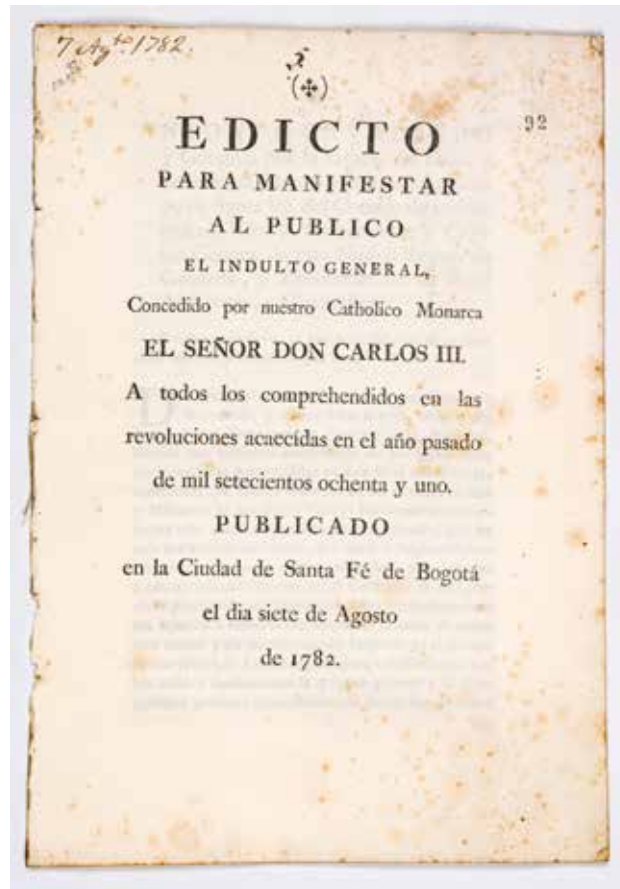 7 Agto. 1782.
(✣)
92
EDICTO
PARA MANIFESTAR
AL PUBLICO
EL INDULTO GENERAL,
Concedido por nuestro Catholico Monarca
EL SEÑOR DON CARLOS III.
A todos los comprehendidos en las
revoluciones acaecidas en el año pasado
de mil setecientos ochenta y uno.
PUBLICADO
en la Ciudad de Santa Fé de Bogotá
el dia siete de Agosto
de 1782.